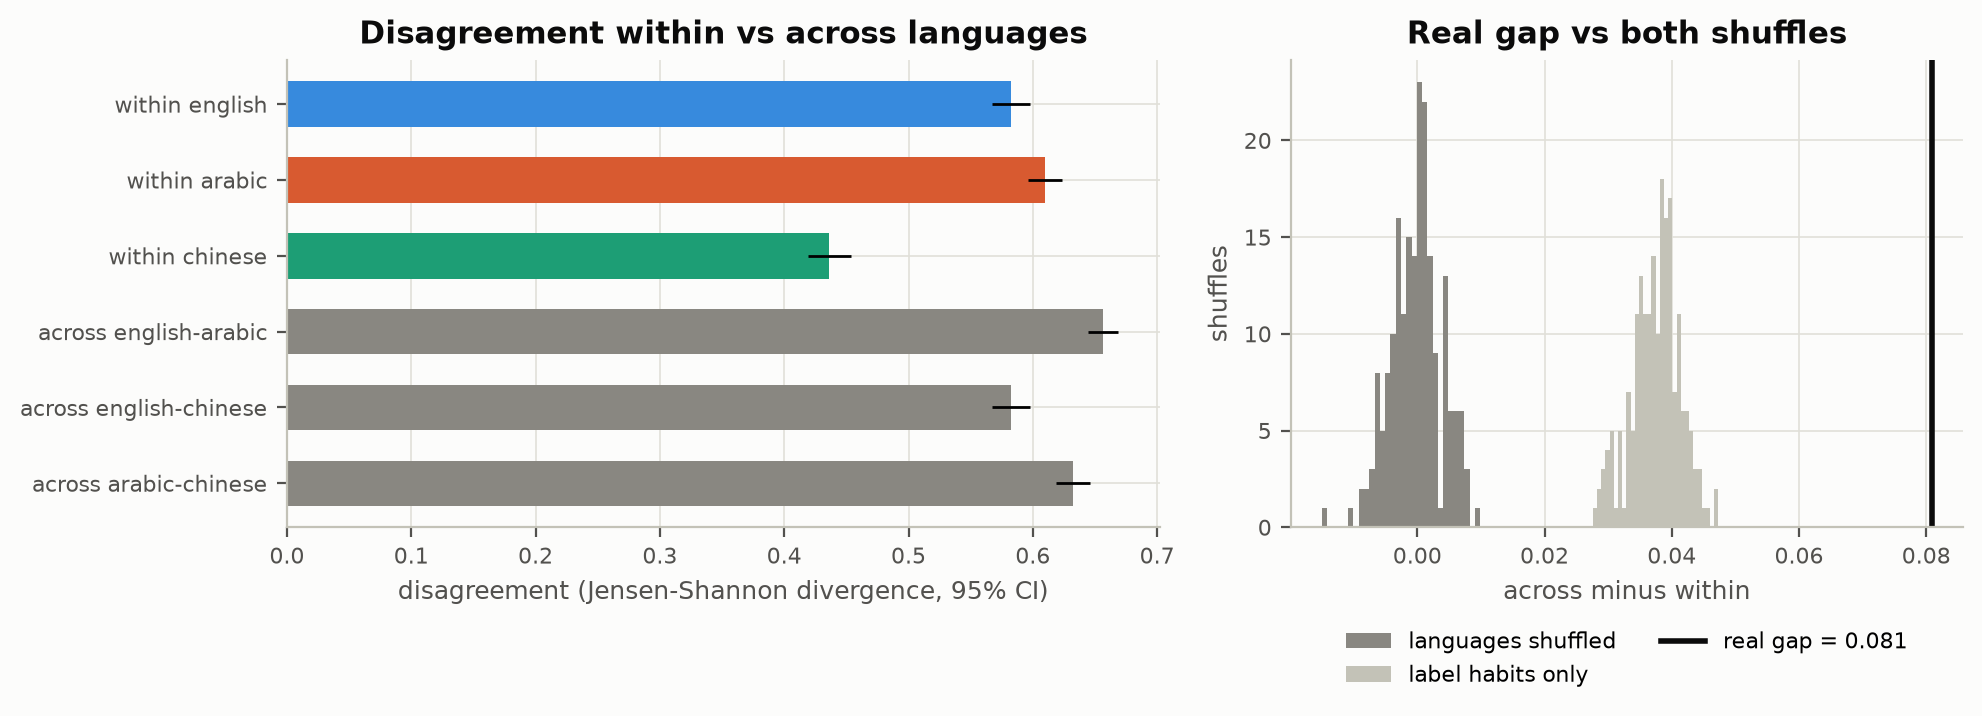 Disagreement within vs across languages
within english
within arabic
within chinese
across english-arabic
across english-chinese
across arabic-chinese
0.0 0.1 0.2 0.3 0.4 0.5 0.6 0.7
disagreement (Jensen-Shannon divergence, 95% CI)
Real gap vs both shuffles
shuffles
20
15
10
5
0
0.00 0.02 0.04 0.06 0.08
across minus within
languages shuffled
label habits only
real gap = 0.081